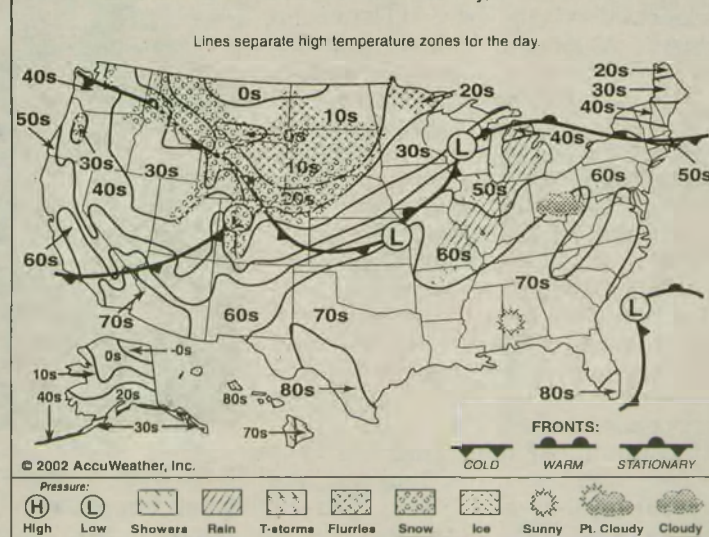 Lines separate high temperature zones for the day.
40s
0s
20s
20s
30s
40s
10s
50s
-0s
30s
L
40s
30s
30s
10s
60s
50s
40s
50s
20s
60s
L
60s
70s
L
70s
60s
70s
80s
80s
-0s
0s
10s
40s
20s
30s
80s
70s
FRONTS:
COLD WARM STATIONARY
© 2002 AccuWeather, Inc.
Pressure:
H L
High Low Showers Rain T-storms Flurries Snow Ice Sunny Pt. Cloudy Cloudy